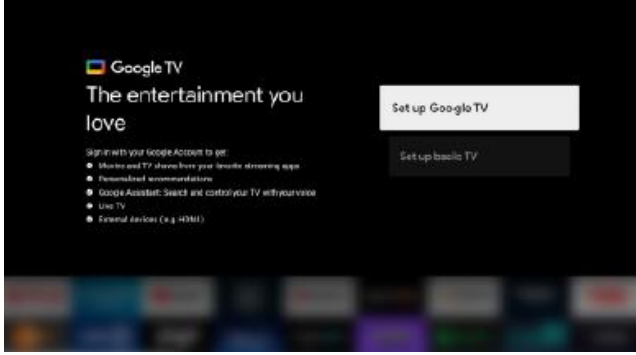 Google TV
The entertainment you
love
Sign in with your Google Account to get:
Movies and TV shows from your favorite streaming apps
Personalized recommendations
Google Assistant: Search and control your TV with your voice
Live TV
External devices (e.g. HDMI)
Set up Google TV
Set up basic TV